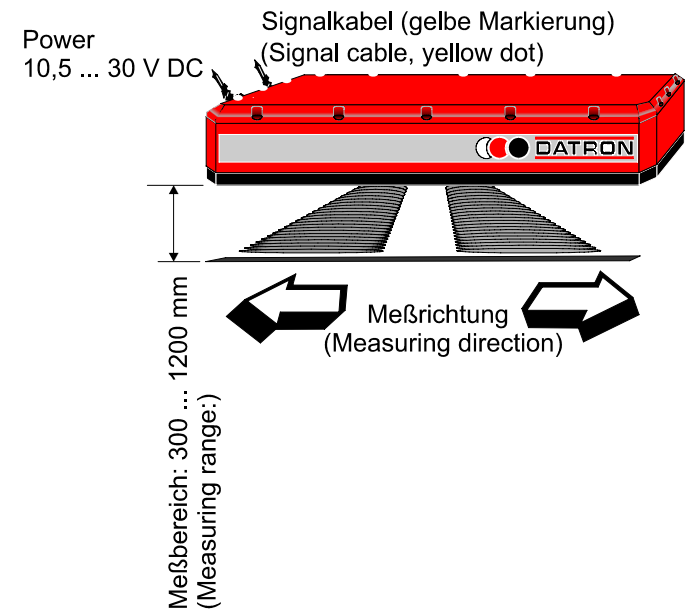 Signalkabel (gelbe Markierung)
(Signal cable, yellow dot)
Power
10,5 ... 30 V DC
DATRON
Meßrichtung
(Measuring direction)
Meßbereich: 300 ... 1200 mm
(Measuring range:)